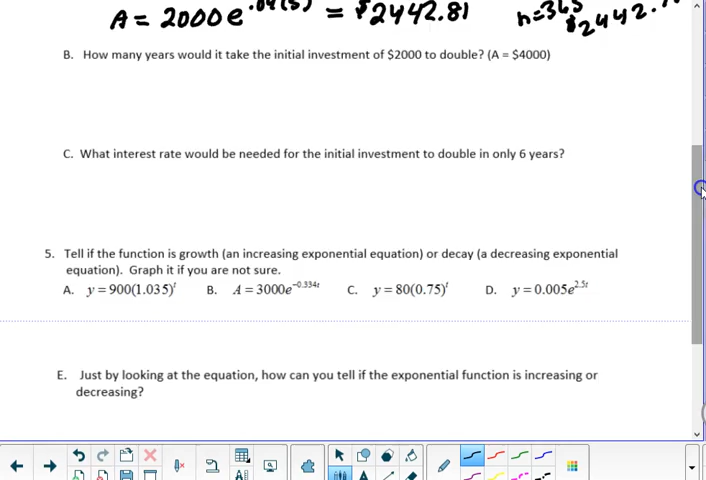 A = 2000e^.04(5) = $2442.81
n=365
$2442.
B. How many years would it take the initial investment of $2000 to double? (A = $4000)
C. What interest rate would be needed for the initial investment to double in only 6 years?
5. Tell if the function is growth (an increasing exponential equation) or decay (a decreasing exponential
equation). Graph it if you are not sure.
A. y = 900(1.035)^t B. A = 3000e^-0.334t C. y = 80(0.75)^t D. y = 0.005e^2.5t
E. Just by looking at the equation, how can you tell if the exponential function is increasing or
decreasing?